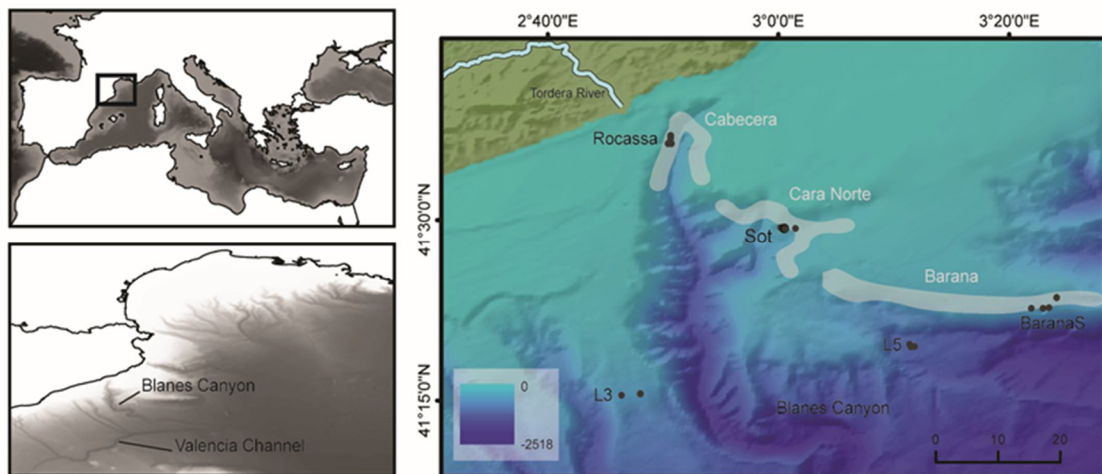 2°40'0"E
3°0'0"E
3°20'0"E
Tordera River
Cabecera
Rocassa
Cara Norte
41°30'0"N
Sot
Barana
BaranaS
L5
Blanes Canyon
Valencia Channel
L3
41°15'0"N
0
-2518
Blanes Canyon
0 10 20